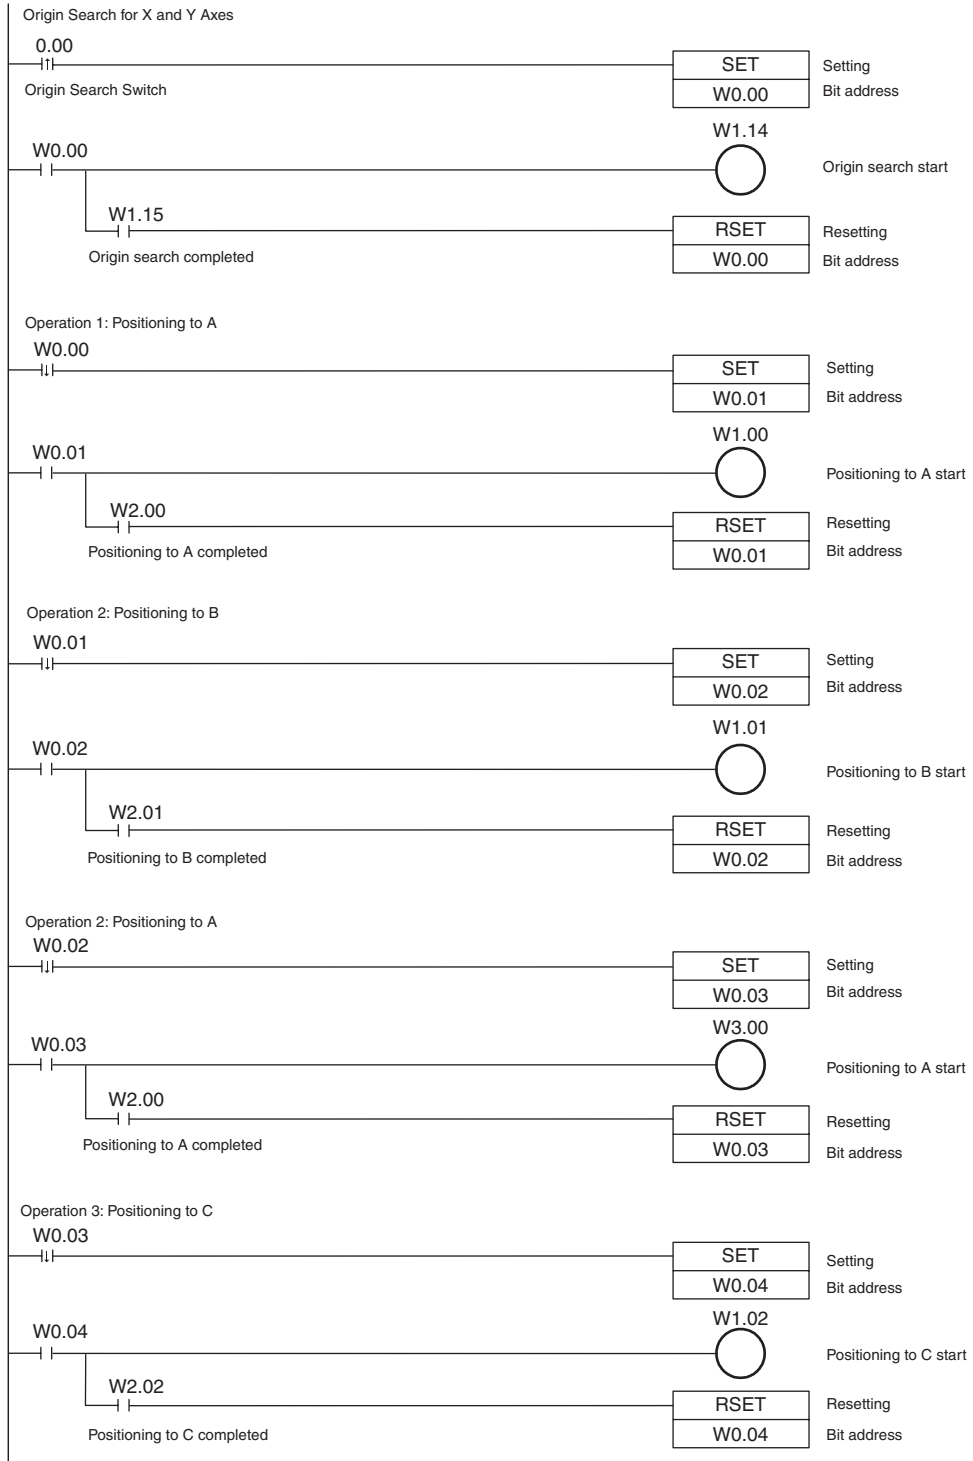 Origin Search for X and Y Axes
0.00
SET Setting
Origin Search Switch
W0.00 Bit address
W1.14
W0.00
Origin search start
W1.15
RSET Resetting
Origin search completed
W0.00 Bit address
Operation 1: Positioning to A
W0.00
SET Setting
W0.01 Bit address
W1.00
W0.01
Positioning to A start
W2.00
RSET Resetting
Positioning to A completed
W0.01 Bit address
Operation 2: Positioning to B
W0.01
SET Setting
W0.02 Bit address
W1.01
W0.02
Positioning to B start
W2.01
RSET Resetting
Positioning to B completed
W0.02 Bit address
Operation 2: Positioning to A
W0.02
SET Setting
W0.03 Bit address
W3.00
W0.03
Positioning to A start
W2.00
RSET Resetting
Positioning to A completed
W0.03 Bit address
Operation 3: Positioning to C
W0.03
SET Setting
W0.04 Bit address
W1.02
W0.04
Positioning to C start
W2.02
RSET Resetting
Positioning to C completed
W0.04 Bit address